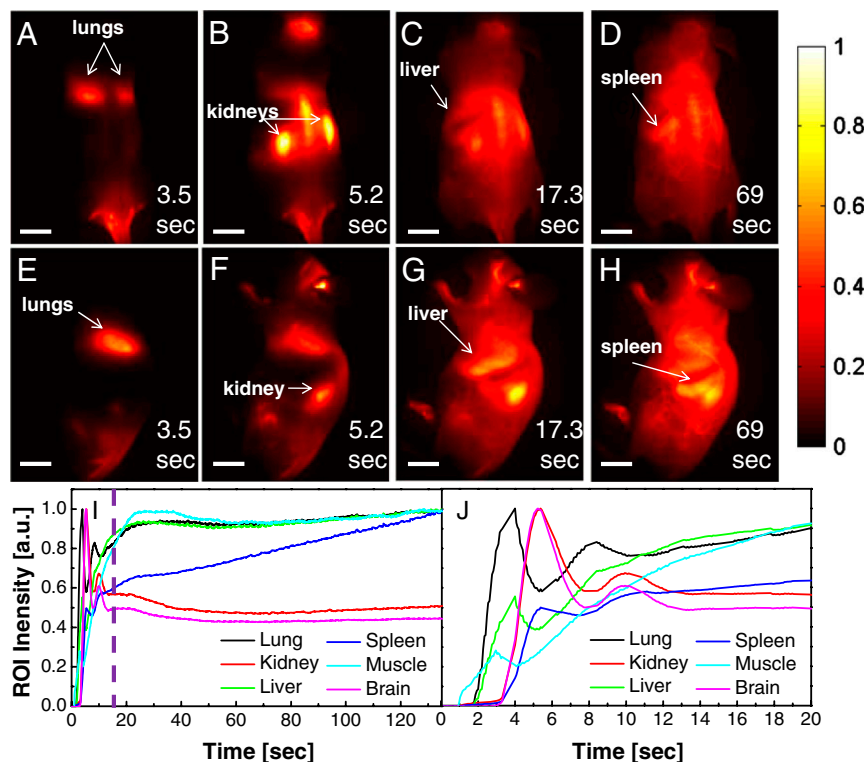 A
lungs
3.5
sec
B
kidneys
5.2
sec
C
liver
17.3
sec
D
spleen
69
sec
1
0.8
0.6
0.4
0.2
0
E
lungs
3.5
sec
F
kidney
5.2
sec
G
liver
17.3
sec
H
spleen
69
sec
I
ROI Inensity [a.u.]
1.0
0.8
0.6
0.4
0.2
0.0
Lung
Kidney
Liver
Spleen
Muscle
Brain
0 20 40 60 80 100 120
Time [sec]
J
Lung
Kidney
Liver
Spleen
Muscle
Brain
0 2 4 6 8 10 12 14 16 18 20
Time [sec]